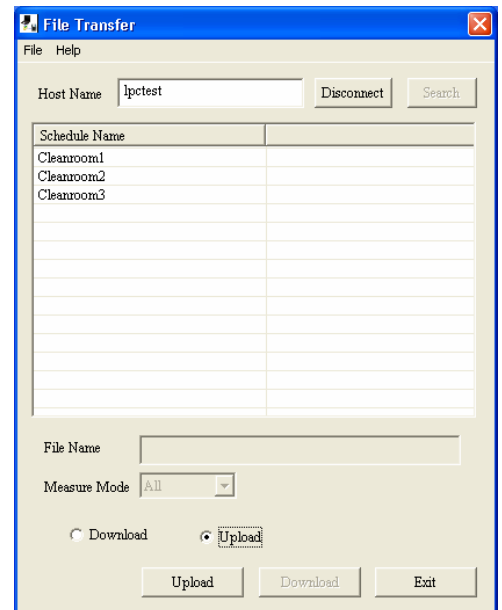 File Transfer
File Help
Host Name lpctest Disconnect Search
Schedule Name
Cleanroom1
Cleanroom2
Cleanroom3
File Name
Measure Mode All
Download Upload
Upload Download Exit